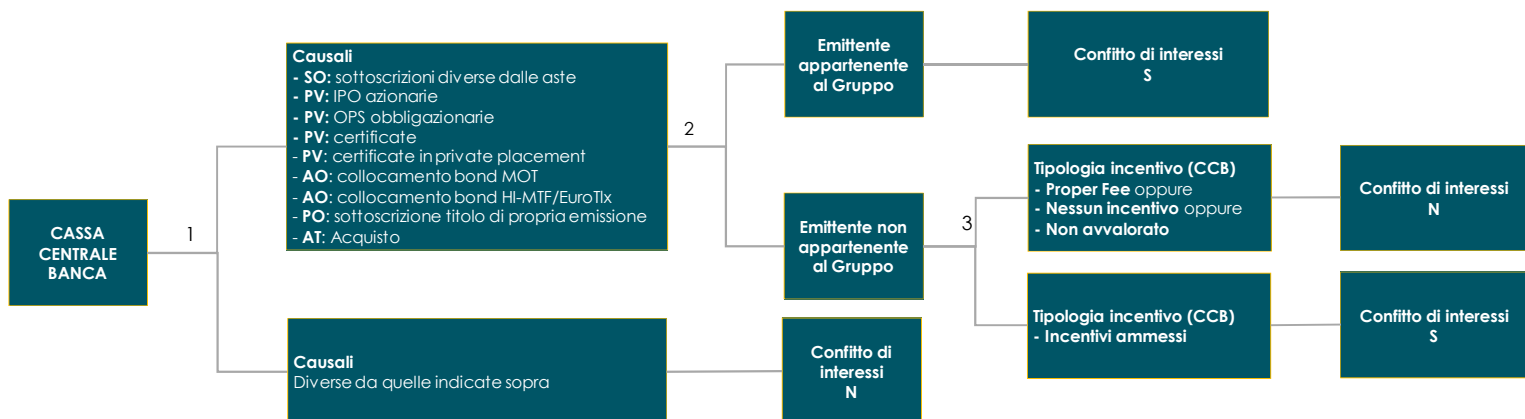 CASSA
CENTRALE
BANCA
1
Causali
- SO: sottoscrizioni diverse dalle aste
- PV: IPO azionarie
- PV: OPS obbligazionarie
- PV: certificate
- PV: certificate in private placement
- AO: collocamento bond MOT
- AO: collocamento bond HI-MTF/EuroTlx
- PO: sottoscrizione titolo di propria emissione
- AT: Acquisto
2
Emittente
appartenente
al Gruppo
Confitto di interessi
S
Emittente non
appartenente
al Gruppo
3
Tipologia incentivo (CCB)
- Proper Fee oppure
- Nessun incentivo oppure
- Non avvalorato
Confitto di interessi
N
Tipologia incentivo (CCB)
- Incentivi ammessi
Confitto di interessi
S
Causali
Diverse da quelle indicate sopra
Confitto di
interessi
N